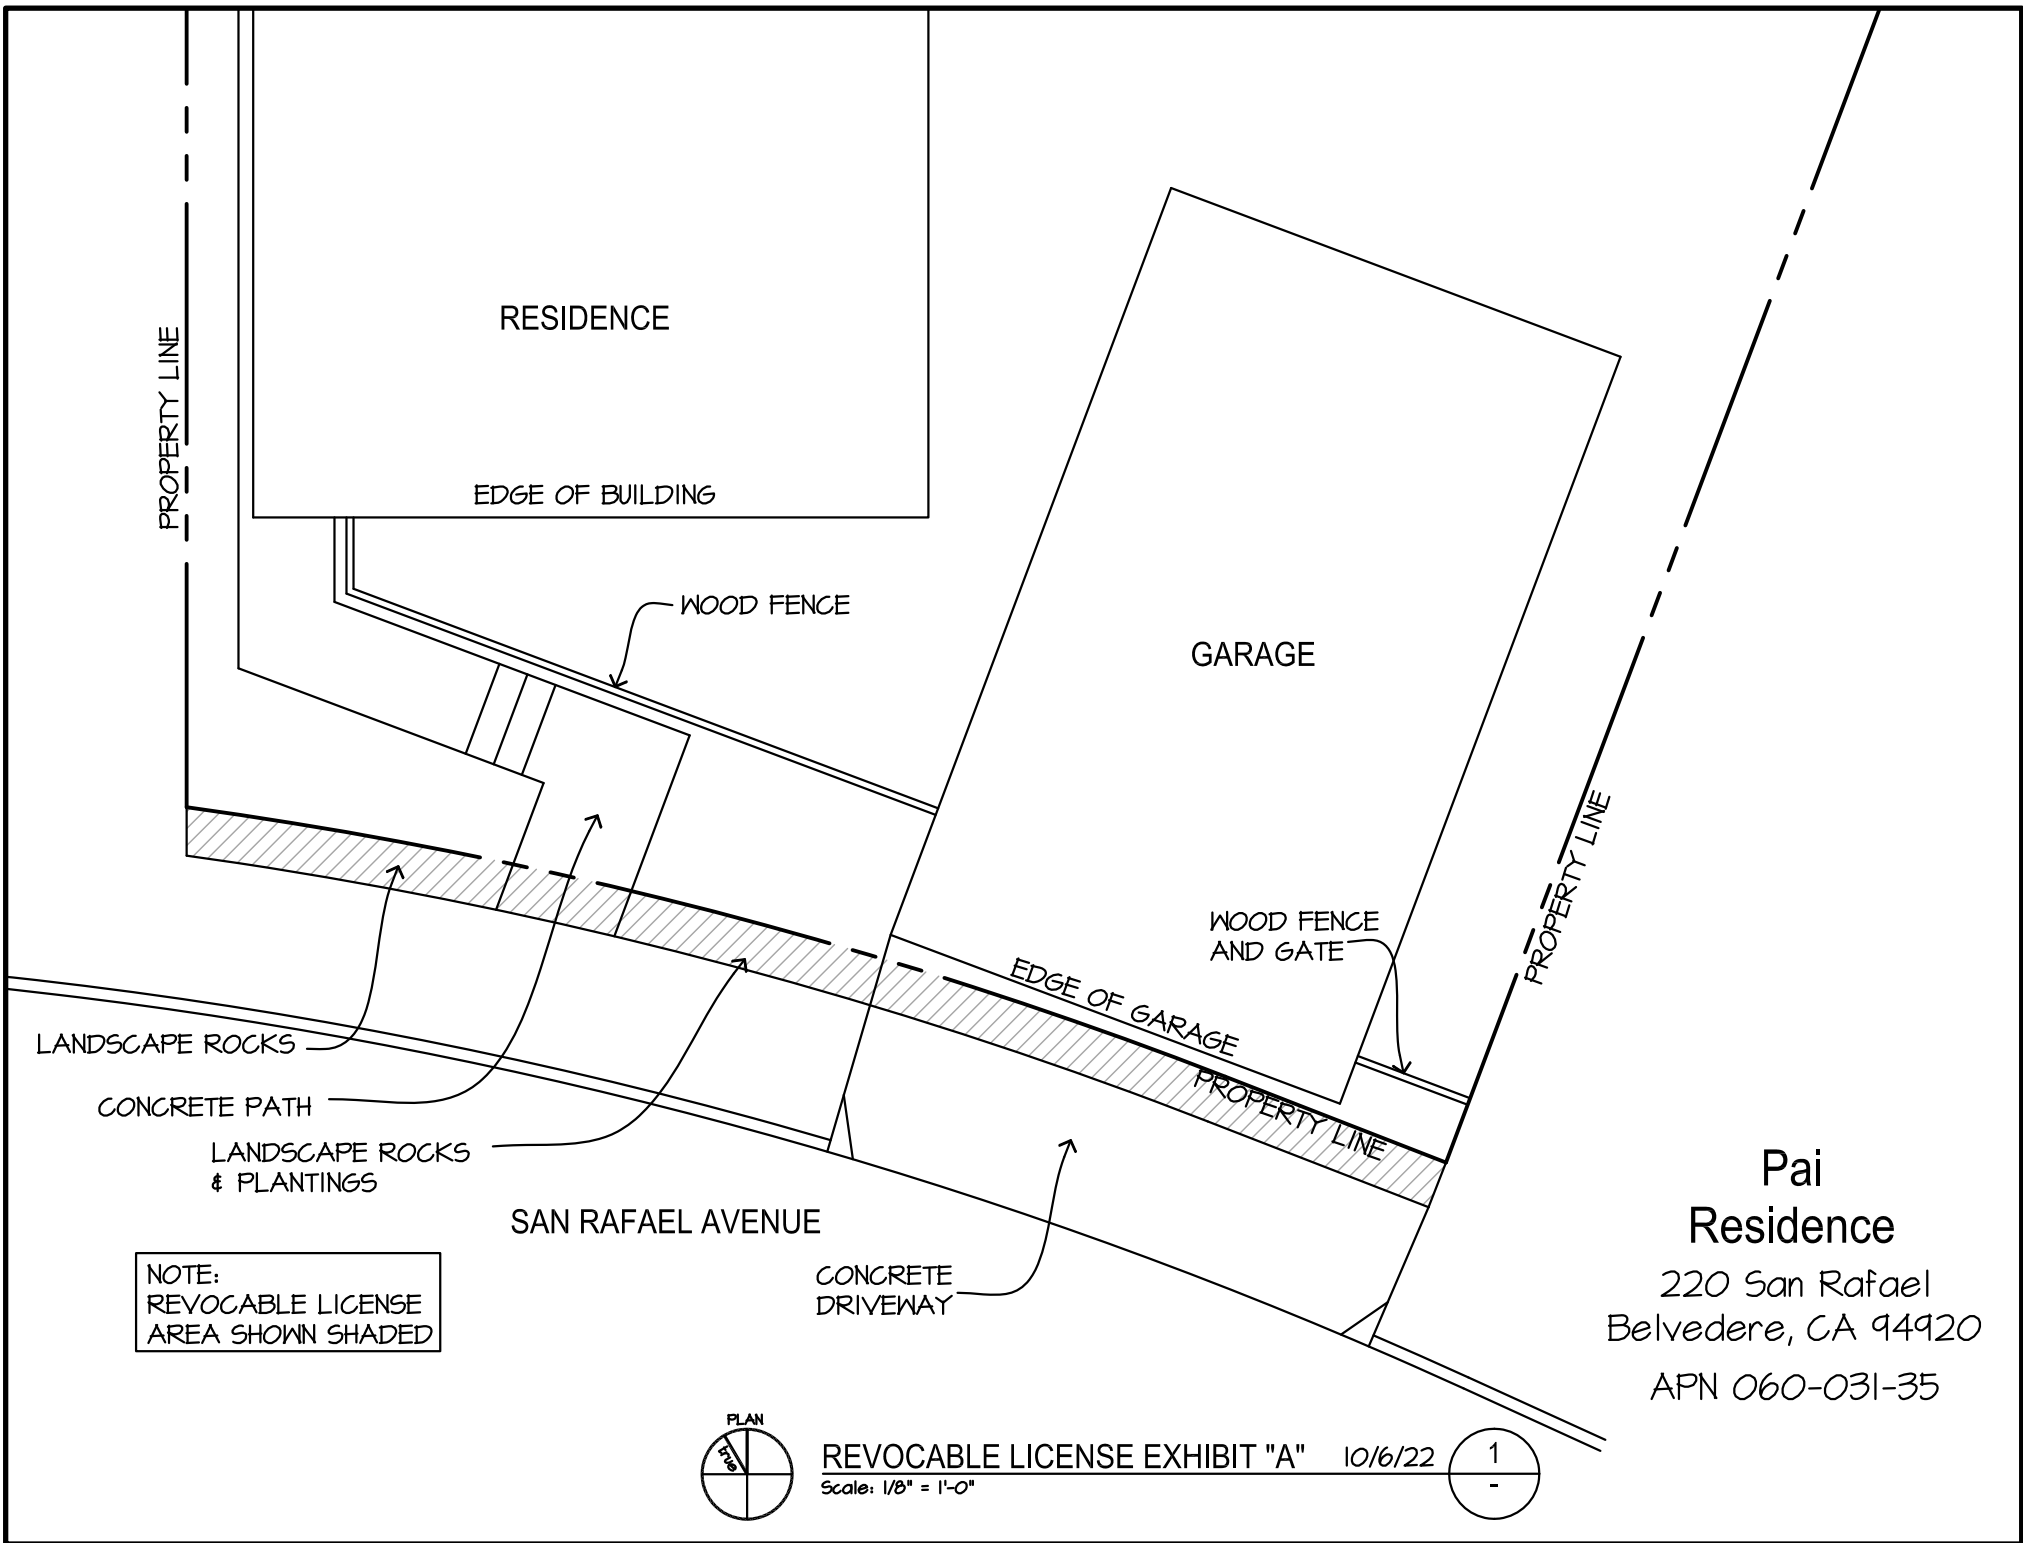 RESIDENCE
PROPERTY LINE
EDGE OF BUILDING
WOOD FENCE
GARAGE
PROPERTY LINE
WOOD FENCE
AND GATE
EDGE OF GARAGE
PROPERTY LINE
LANDSCAPE ROCKS
CONCRETE PATH
LANDSCAPE ROCKS
& PLANTINGS
SAN RAFAEL AVENUE
CONCRETE
DRIVEWAY
NOTE:
REVOCABLE LICENSE
AREA SHOWN SHADED
Pai
Residence
220 San Rafael
Belvedere, CA 94920
APN 060-031-35
PLAN
true
REVOCABLE LICENSE EXHIBIT "A" 10/6/22
Scale: 1/8" = 1'-0"
1
-